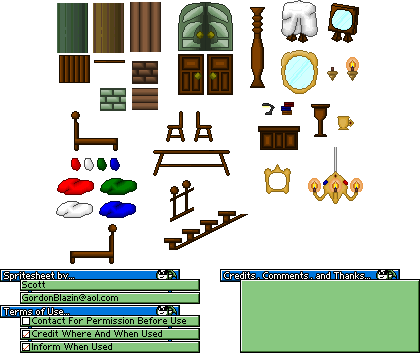 Spritesheet by...
Scott
GordonBlazin@aol.com
Terms of Use...
Contact For Permission Before Use
Credit Where And When Used
Inform When Used
Credits, Comments, and Thanks...